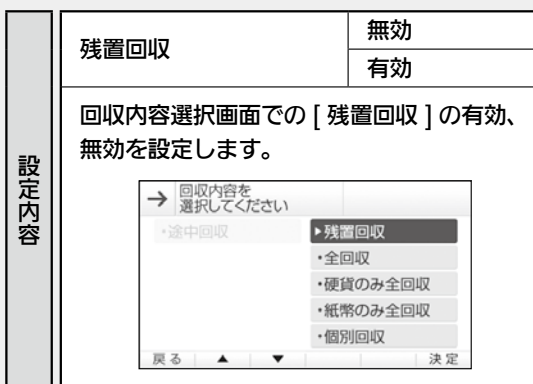 設定内容
残置回収
無効
有効
回収内容選択画面での [ 残置回収 ] の有効、
無効を設定します。
→ 回収内容を
選択してください
・途中回収
▶残置回収
・全回収
・硬貨のみ全回収
・紙幣のみ全回収
・個別回収
戻る ▲ ▼ 決定